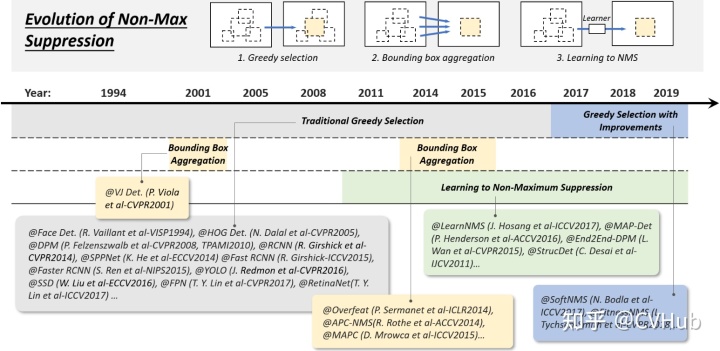 Evolution of Non-Max
Suppression
Learner
1. Greedy selection
2. Bounding box aggregation
3. Learning to NMS
Year: 1994 2001 2005 2008 2011 2014 2015 2016 2017 2018 2019
Traditional Greedy Selection
Greedy Selection with
Improvements
Bounding Box
Aggregation
Bounding Box
Aggregation
Learning to Non-Maximum Suppression
@VJ Det. (P. Viola
et al-CVPR2001)
@Face Det. (R. Vaillant et al-VISP1994), @HOG Det. (N. Dalal et al-CVPR2005),
@DPM (P. Felzenszwalb et al-CVPR2008, TPAMI2010), @RCNN (R. Girshick et al-
CVPR2014), @SPPNet (K. He et al-ECCV2014) @Fast RCNN (R. Girshick-ICCV2015),
@Faster RCNN (S. Ren et al-NIPS2015), @YOLO (J. Redmon et al-CVPR2016),
@SSD (W. Liu et al-ECCV2016), @FPN (T. Y. Lin et al-CVPR2017), @RetinaNet(T. Y.
Lin et al-ICCV2017) ...
@LearnNMS (J. Hosang et al-ICCV2017), @MAP-Det
(P. Henderson et al-ACCV2016), @End2End-DPM (L.
Wan et al-CVPR2015), @StrucDet (C. Desai et al-
IJCV2011)...
@Overfeat (P. Sermanet et al-ICLR2014),
@APC-NMS(R. Rothe et al-ACCV2014),
@MAPC (D. Mrowca et al-ICCV2015)...
@SoftNMS (N. Bodla et al-
知乎 @CVHub